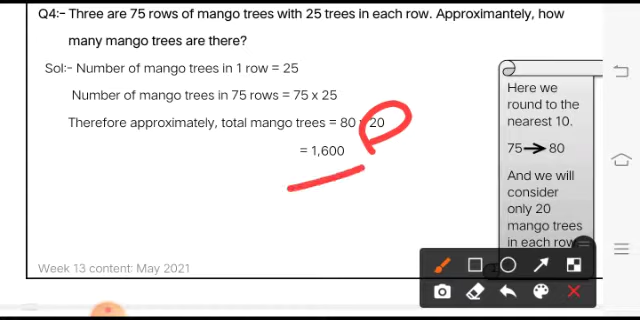 Q4:- Three are 75 rows of mango trees with 25 trees in each row. Approximantely, how
many mango trees are there?
Sol:- Number of mango trees in 1 row = 25
Number of mango trees in 75 rows = 75 x 25
Therefore approximately, total mango trees = 80 x 20
= 1,600
Here we
round to the
nearest 10.
75 → 80
And we will
consider
only 20
mango trees
in each row
Week 13 content: May 2021